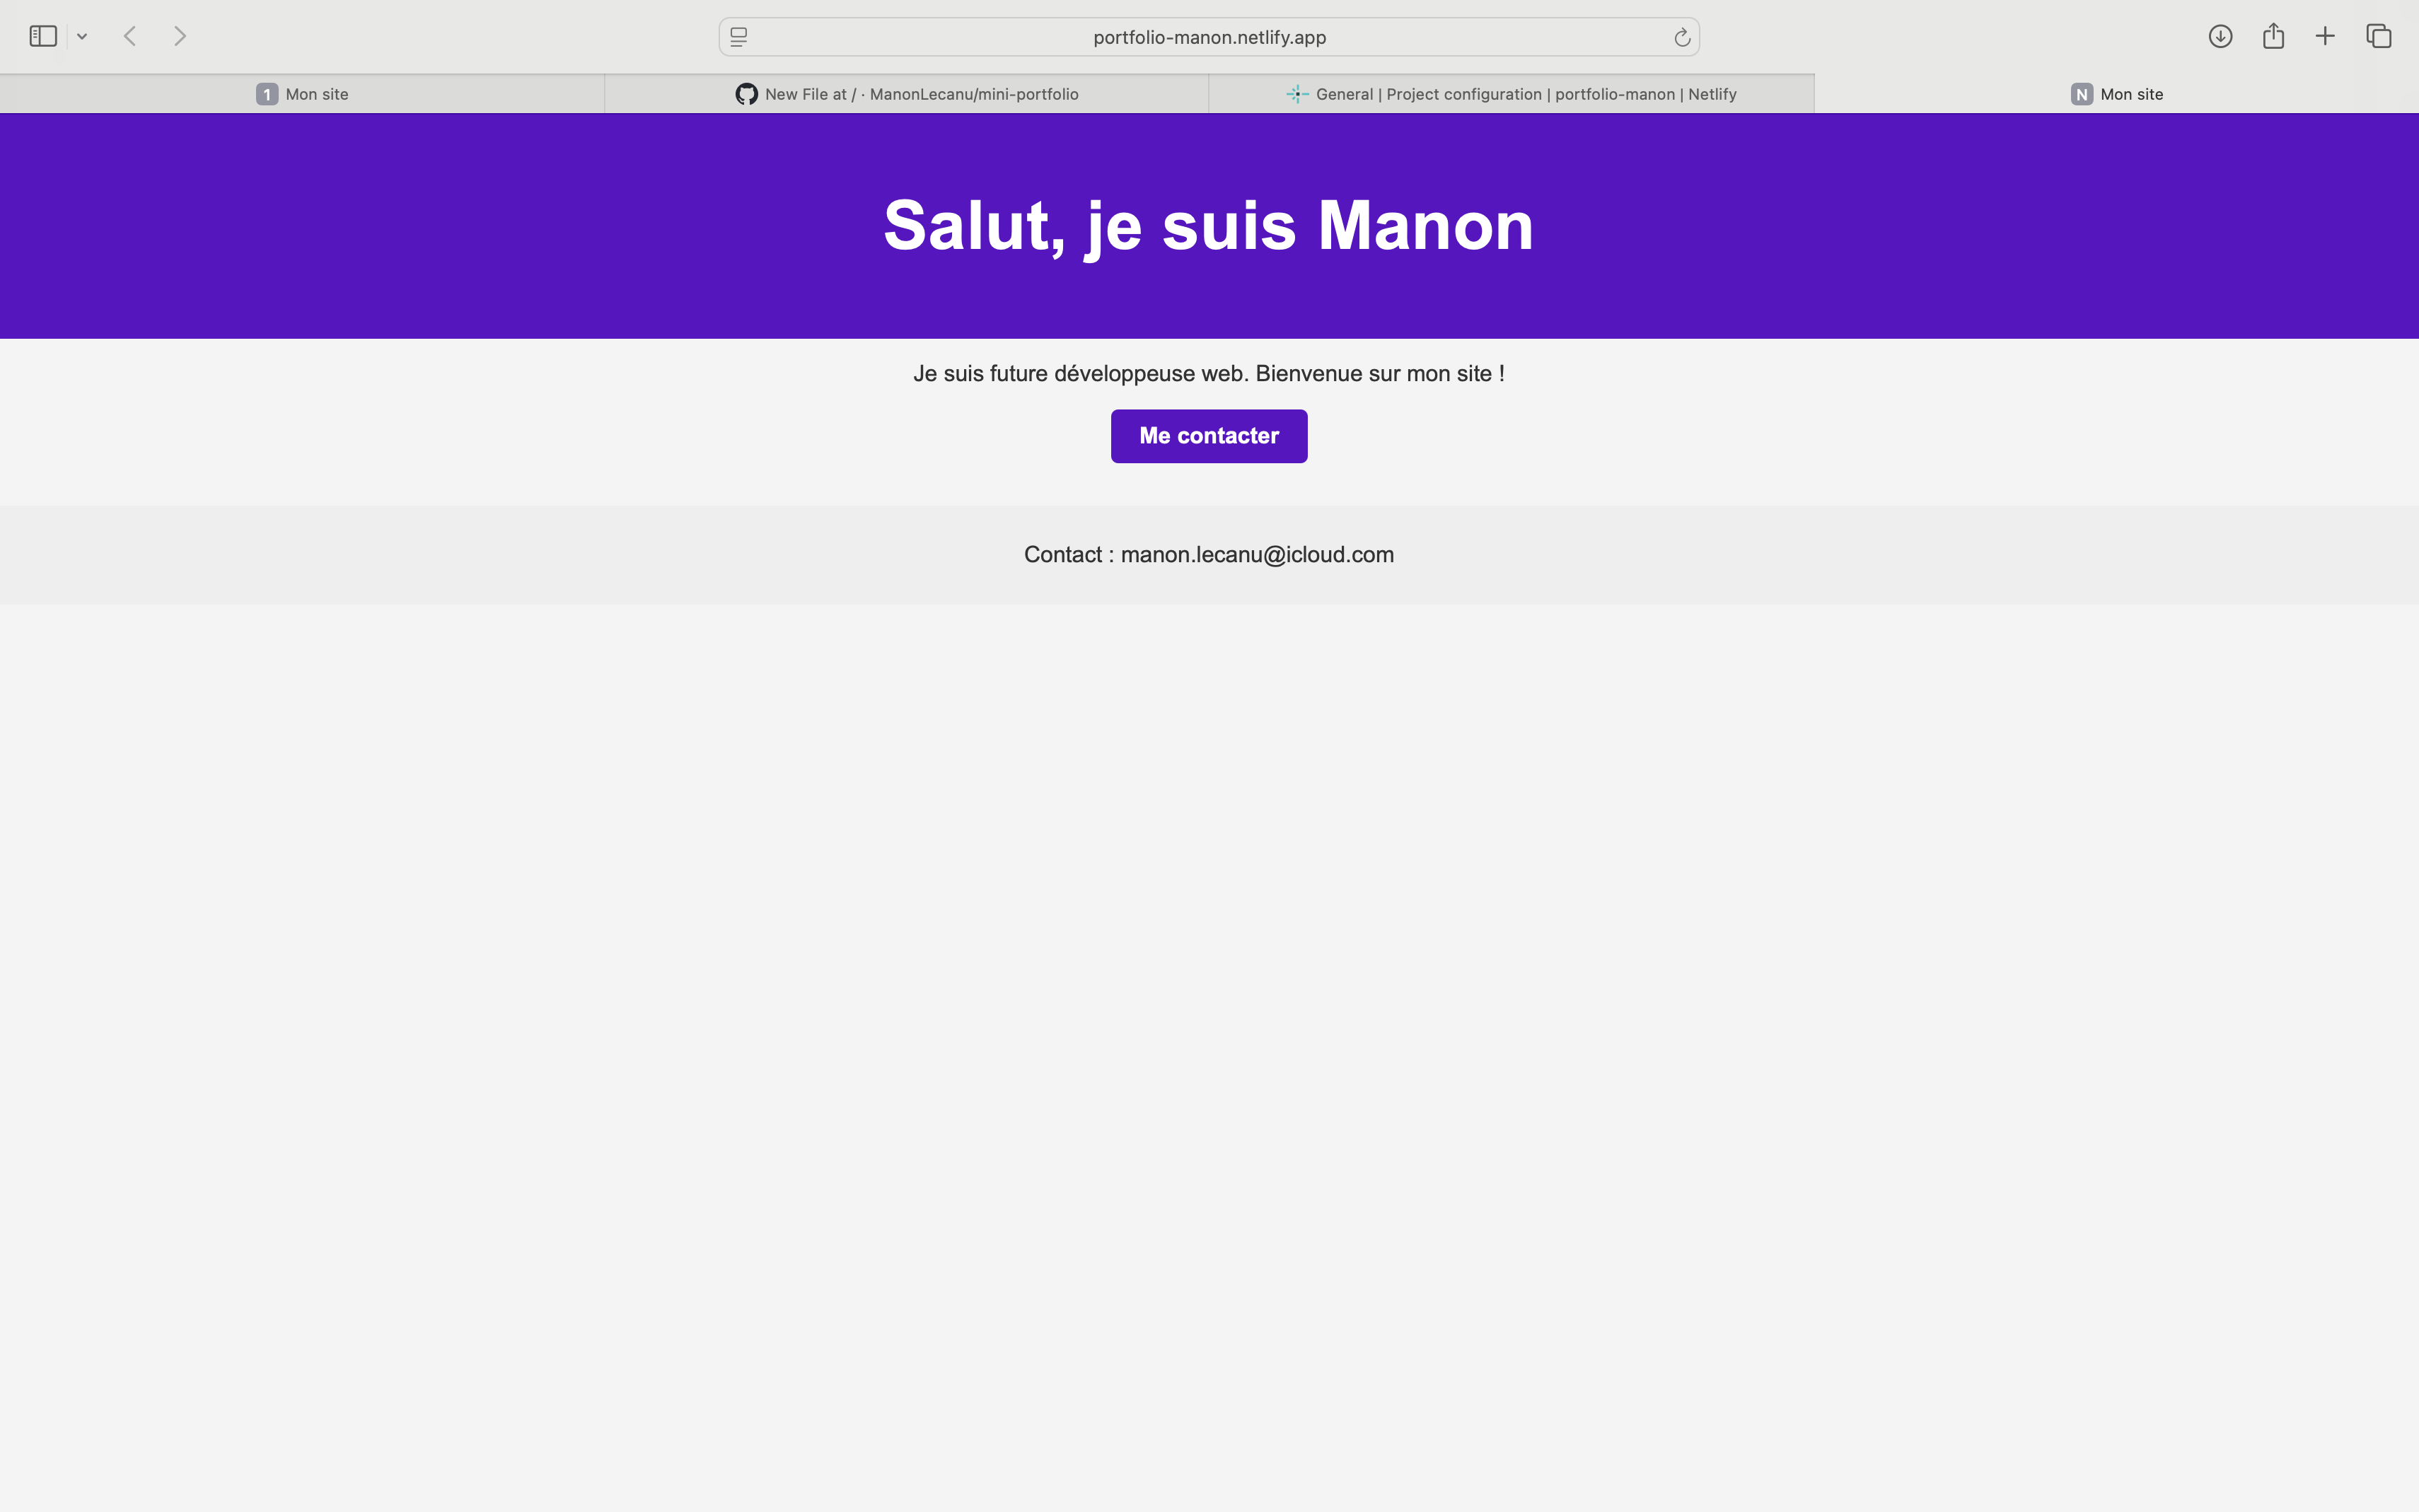 portfolio-manon.netlify.app
1 Mon site
New File at / · ManonLecanu/mini-portfolio
General | Project configuration | portfolio-manon | Netlify
N Mon site
Salut, je suis Manon
Je suis future développeuse web. Bienvenue sur mon site !
Me contacter
Contact : manon.lecanu@icloud.com